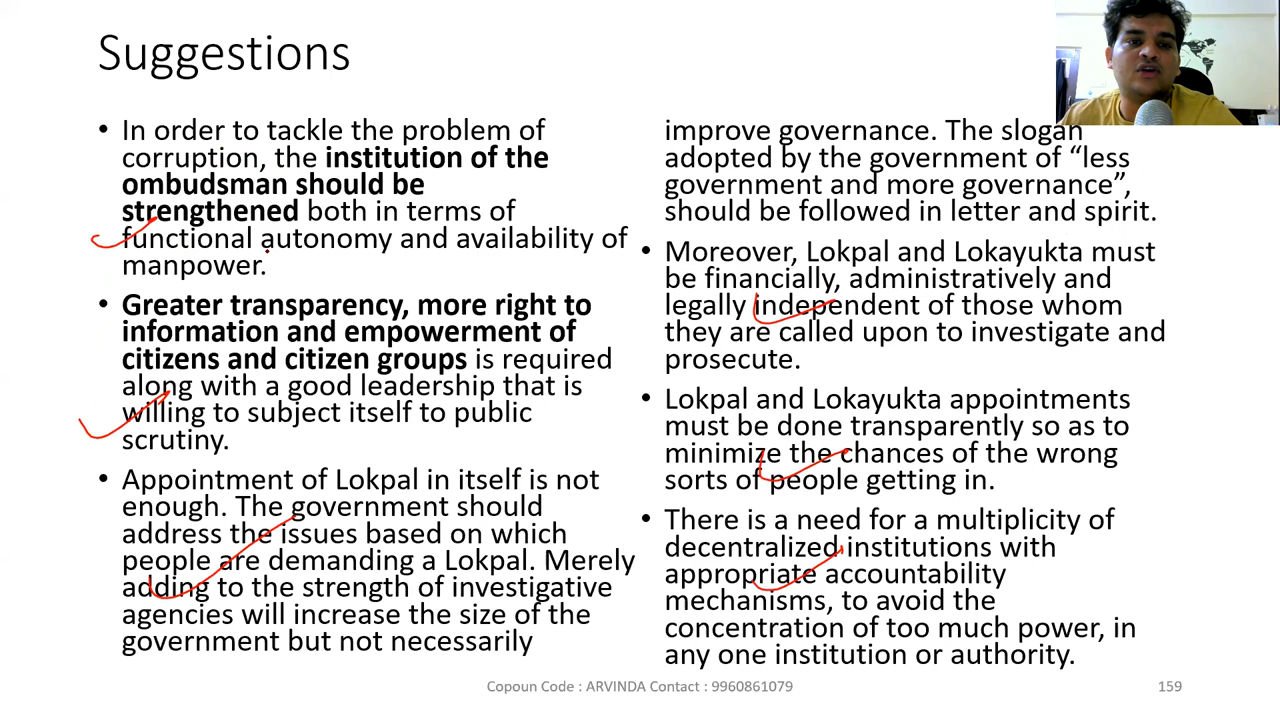 Suggestions
• In order to tackle the problem of
corruption, the institution of the
ombudsman should be
strengthened both in terms of
functional autonomy and availability of
manpower.
• Greater transparency, more right to
information and empowerment of
citizens and citizen groups is required
along with a good leadership that is
willing to subject itself to public
scrutiny.
• Appointment of Lokpal in itself is not
enough. The government should
address the issues based on which
people are demanding a Lokpal. Merely
adding to the strength of investigative
agencies will increase the size of the
government but not necessarily
improve governance. The slogan
adopted by the government of “less
government and more governance”,
should be followed in letter and spirit.
• Moreover, Lokpal and Lokayukta must
be financially, administratively and
legally independent of those whom
they are called upon to investigate and
prosecute.
• Lokpal and Lokayukta appointments
must be done transparently so as to
minimize the chances of the wrong
sorts of people getting in.
• There is a need for a multiplicity of
decentralized institutions with
appropriate accountability
mechanisms, to avoid the
concentration of too much power, in
any one institution or authority.
Copoun Code : ARVINDA Contact : 9960861079
159